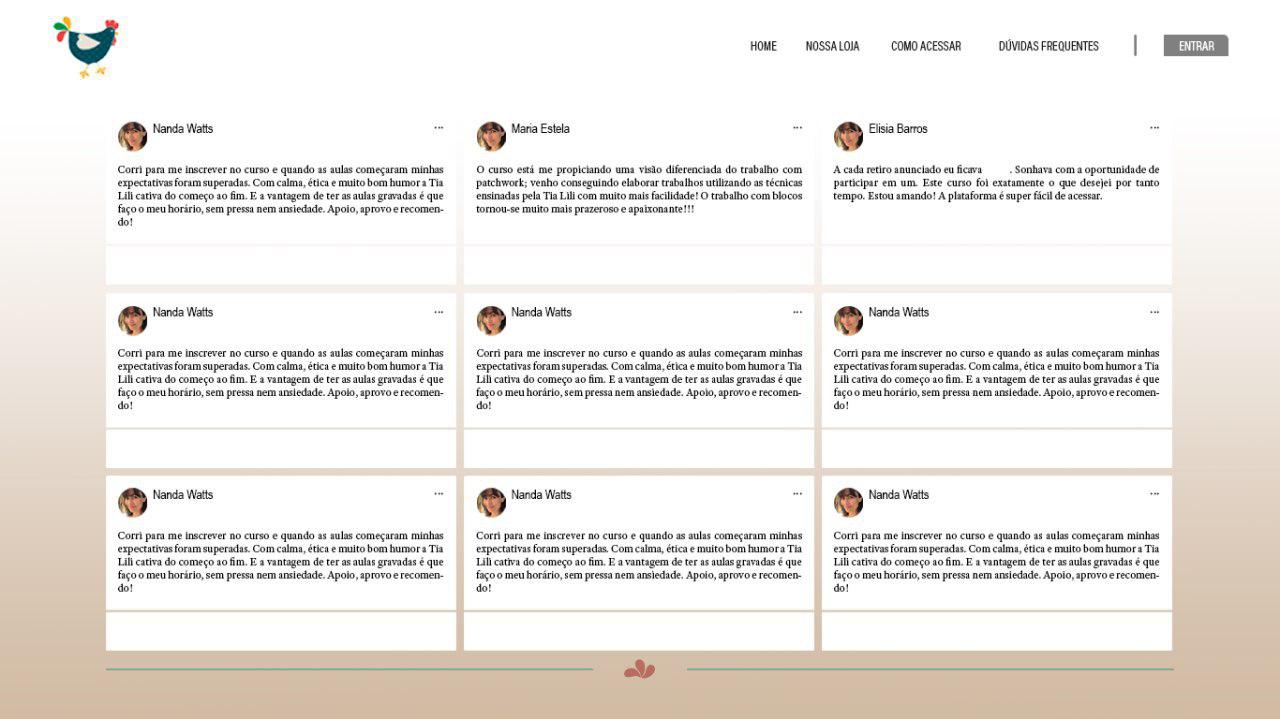 HOME NOSSA LOJA COMO ACESSAR DÚVIDAS FREQUENTES | ENTRAR
Nanda Watts ...
Corri para me inscrever no curso e quando as aulas começaram minhas
expectativas foram superadas. Com calma, ética e muito bom humor a Tia
Lili cativa do começo ao fim. E a vantagem de ter as aulas gravadas é que
faço o meu horário, sem pressa nem ansiedade. Apoio, aprovo e recomen-
do!
Maria Estela ...
O curso está me propiciando uma visão diferenciada do trabalho com
patchwork; venho conseguindo elaborar trabalhos utilizando as técnicas
ensinadas pela Tia Lili com muito mais facilidade! O trabalho com blocos
tornou-se muito mais prazeroso e apaixonante!!!
Elisia Barros ...
A cada retiro anunciado eu ficava . Sonhava com a oportunidade de
participar em um. Este curso foi exatamente o que desejei por tanto
tempo. Estou amando! A plataforma é super fácil de acessar.
Nanda Watts ...
Corri para me inscrever no curso e quando as aulas começaram minhas
expectativas foram superadas. Com calma, ética e muito bom humor a Tia
Lili cativa do começo ao fim. E a vantagem de ter as aulas gravadas é que
faço o meu horário, sem pressa nem ansiedade. Apoio, aprovo e recomen-
do!
Nanda Watts ...
Corri para me inscrever no curso e quando as aulas começaram minhas
expectativas foram superadas. Com calma, ética e muito bom humor a Tia
Lili cativa do começo ao fim. E a vantagem de ter as aulas gravadas é que
faço o meu horário, sem pressa nem ansiedade. Apoio, aprovo e recomen-
do!
Nanda Watts ...
Corri para me inscrever no curso e quando as aulas começaram minhas
expectativas foram superadas. Com calma, ética e muito bom humor a Tia
Lili cativa do começo ao fim. E a vantagem de ter as aulas gravadas é que
faço o meu horário, sem pressa nem ansiedade. Apoio, aprovo e recomen-
do!
Nanda Watts ...
Corri para me inscrever no curso e quando as aulas começaram minhas
expectativas foram superadas. Com calma, ética e muito bom humor a Tia
Lili cativa do começo ao fim. E a vantagem de ter as aulas gravadas é que
faço o meu horário, sem pressa nem ansiedade. Apoio, aprovo e recomen-
do!
Nanda Watts ...
Corri para me inscrever no curso e quando as aulas começaram minhas
expectativas foram superadas. Com calma, ética e muito bom humor a Tia
Lili cativa do começo ao fim. E a vantagem de ter as aulas gravadas é que
faço o meu horário, sem pressa nem ansiedade. Apoio, aprovo e recomen-
do!
Nanda Watts ...
Corri para me inscrever no curso e quando as aulas começaram minhas
expectativas foram superadas. Com calma, ética e muito bom humor a Tia
Lili cativa do começo ao fim. E a vantagem de ter as aulas gravadas é que
faço o meu horário, sem pressa nem ansiedade. Apoio, aprovo e recomen-
do!